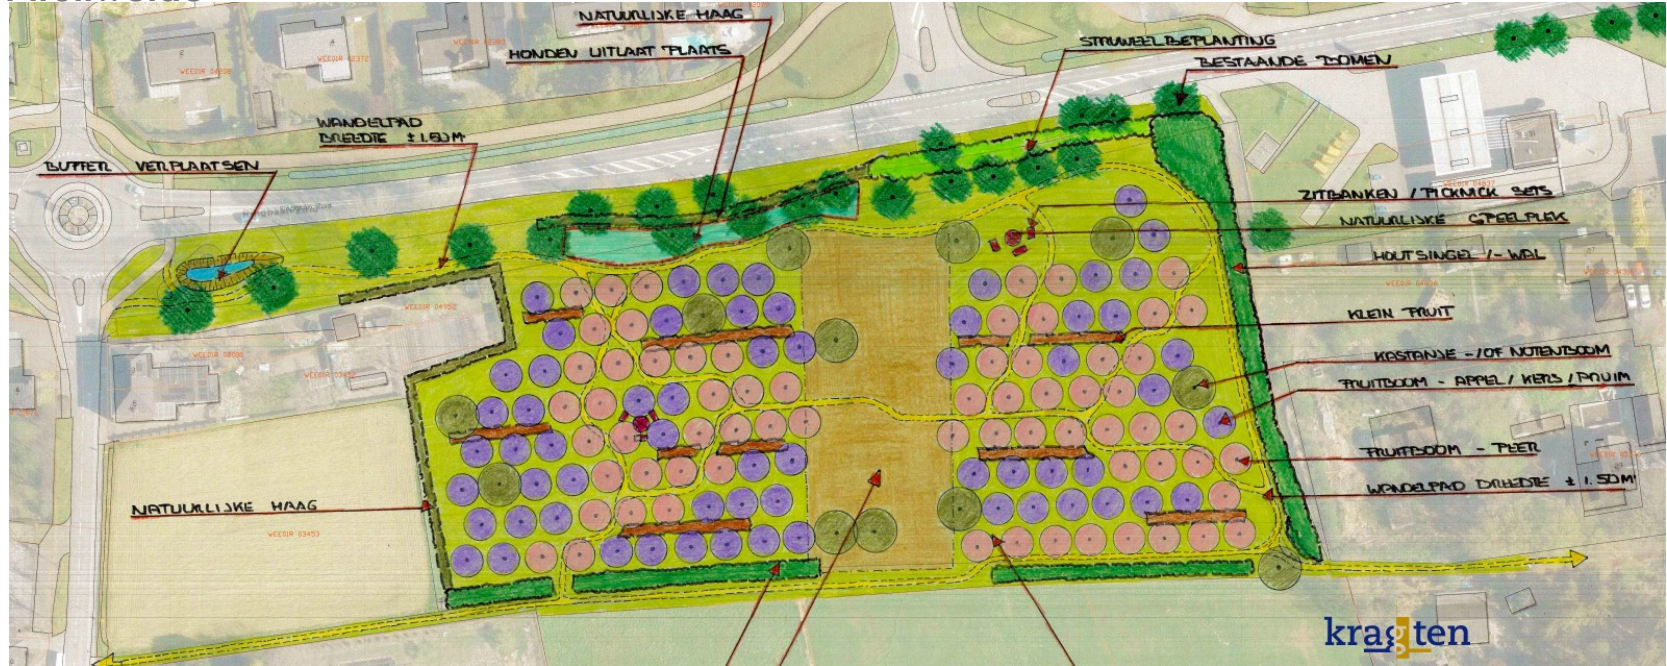 NATUURLIJKE HAAG
HONDEN UITLAAT PLAATS
STRUWEELBEPLANTING
BESTAANDE BOMEN
WANDELPAD
BREEDTE ± 1.50 M
BUFFER VERPLAATSEN
ZITBANKEN / PICKNICK SETS
NATUURLIJKE SPEELPLEK
HOUTSINGEL / - WAL
KLEIN FRUIT
KASTANJE - / OF NOTENBOOM
FRUITBOOM - APPEL / KERS / PRUIM
FRUITBOOM - PEER
WANDELPAD BREEDTE ± 1.50 M
NATUURLIJKE HAAG
WEED1R 03453
kragten